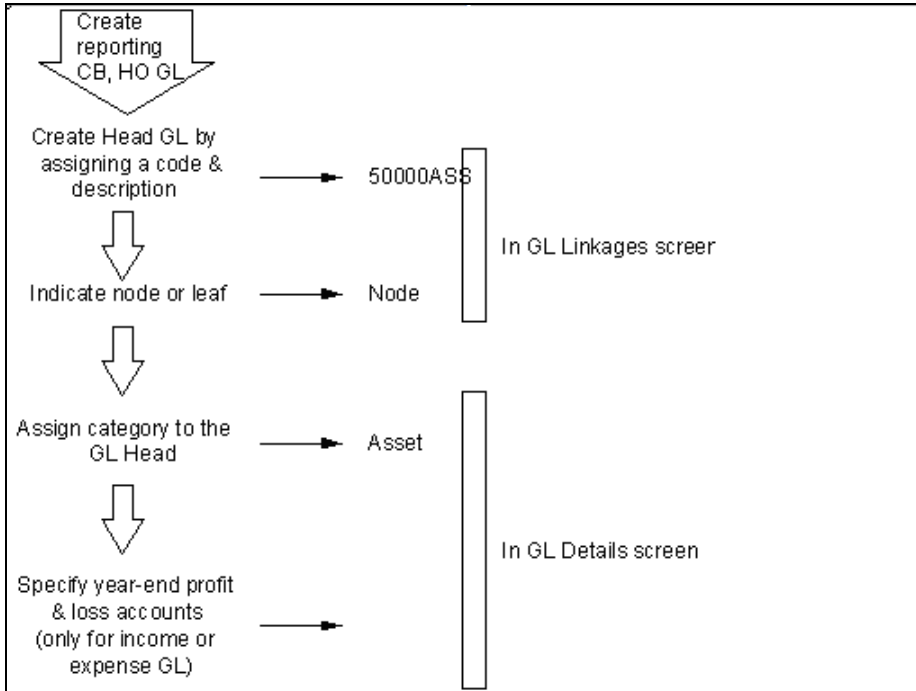 Create
reporting
CB, HO GL
Create Head GL by
assigning a code &
description
50000ASS
In GL Linkages screer
Indicate node or leaf
Node
Assign category to the
GL Head
Asset
In GL Details screen
Specify year-end profit
& loss accounts
(only for income or
expense GL)